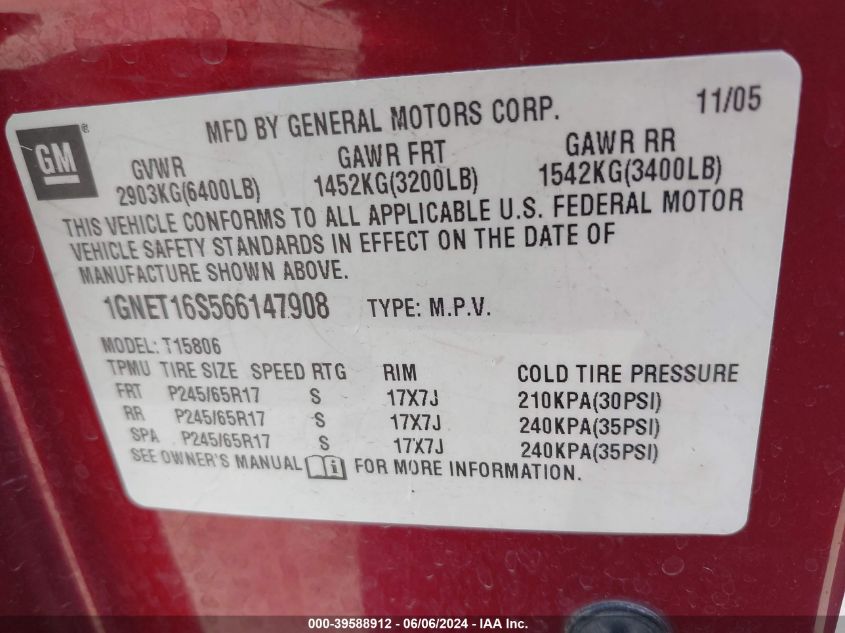 11/05
MFD BY GENERAL MOTORS CORP.
GM®
GVWR GAWR FRT GAWR RR
2903KG(6400LB) 1452KG(3200LB) 1542KG(3400LB)
THIS VEHICLE CONFORMS TO ALL APPLICABLE U.S. FEDERAL MOTOR
VEHICLE SAFETY STANDARDS IN EFFECT ON THE DATE OF
MANUFACTURE SHOWN ABOVE.
1GNET16S566147908 TYPE: M.P.V.
MODEL: T15806
TPMU TIRE SIZE SPEED RTG RIM COLD TIRE PRESSURE
FRT P245/65R17 S 17X7J 210KPA(30PSI)
RR P245/65R17 S 17X7J 240KPA(35PSI)
SPA P245/65R17 S 17X7J 240KPA(35PSI)
SEE OWNER'S MANUAL i FOR MORE INFORMATION.
000-39588912 / 06/06/2024 - IAA Inc.